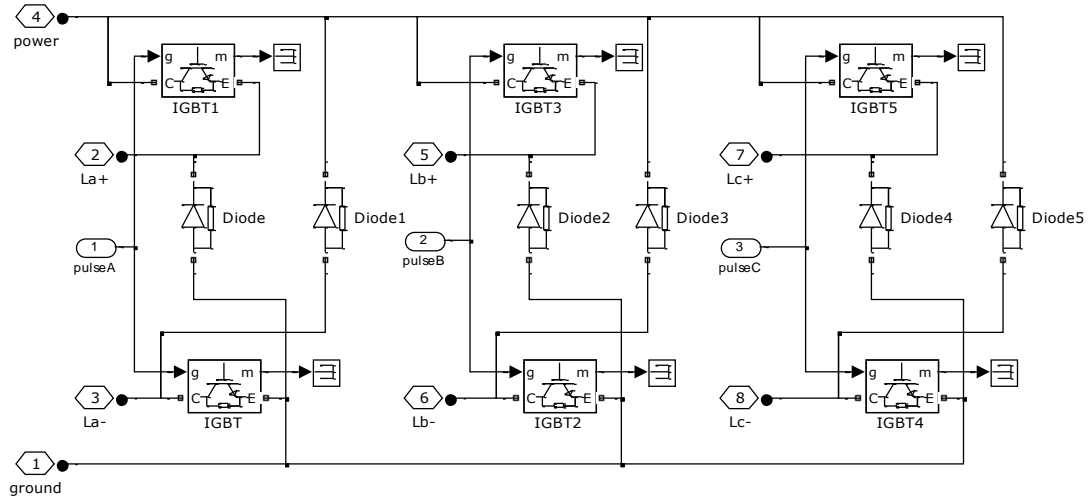 4
power
g m
C E
IGBT1
g m
C E
IGBT3
g m
C E
IGBT5
2
La+
5
Lb+
7
Lc+
Diode
Diode1
Diode2
Diode3
Diode4
Diode5
1
pulseA
2
pulseB
3
pulseC
g m
C E
IGBT
g m
C E
IGBT2
g m
C E
IGBT4
3
La-
6
Lb-
8
Lc-
1
ground